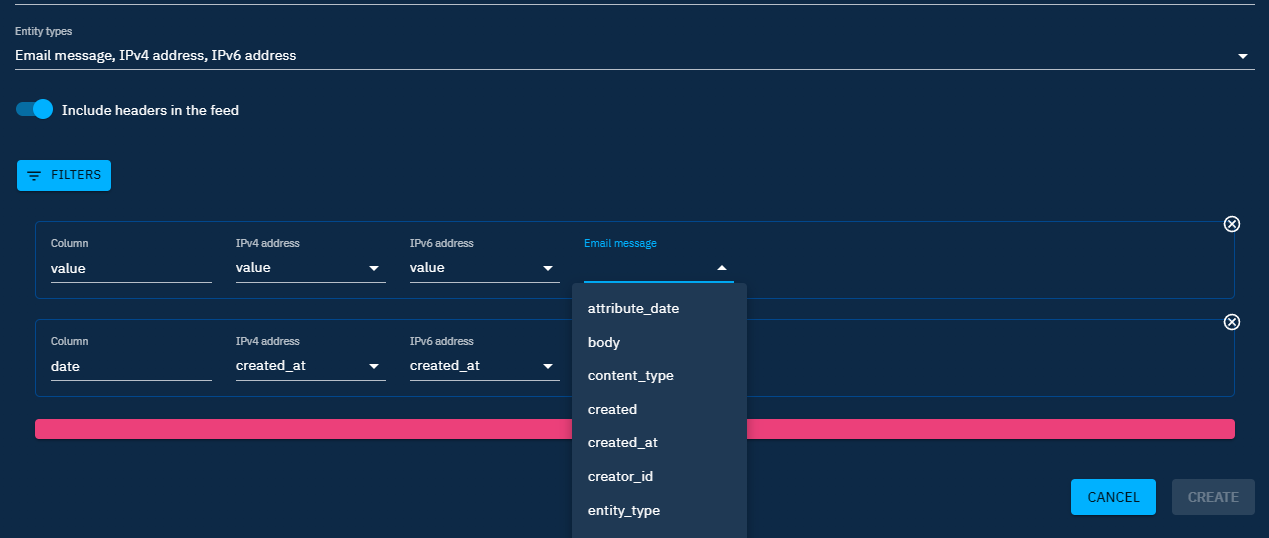 Entity types
Email message, IPv4 address, IPv6 address
Include headers in the feed
FILTERS
Column IPv4 address IPv6 address Email message
value value value
attribute_date
body
Column IPv4 address IPv6 address
date created_at created_at
content_type
created
created_at
creator_id
entity_type
CANCEL CREATE